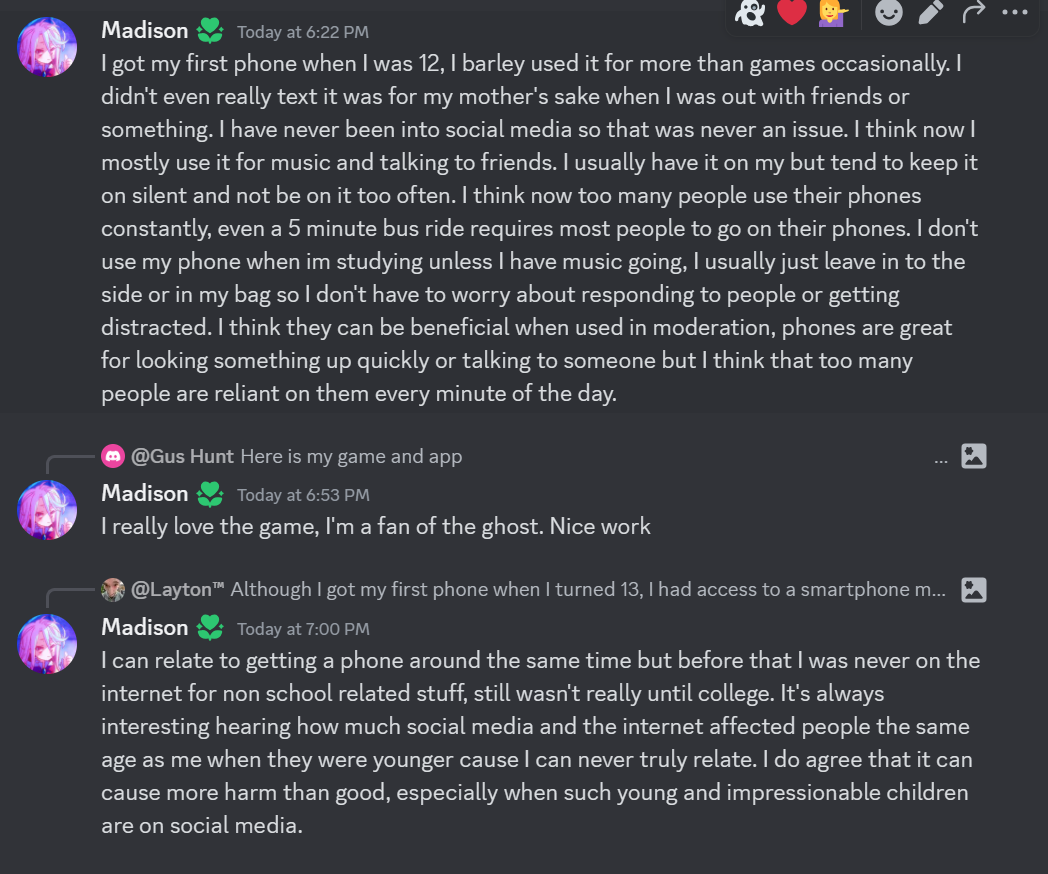 Madison Today at 6:22 PM
I got my first phone when I was 12, I barley used it for more than games occasionally. I
didn't even really text it was for my mother's sake when I was out with friends or
something. I have never been into social media so that was never an issue. I think now I
mostly use it for music and talking to friends. I usually have it on my but tend to keep it
on silent and not be on it too often. I think now too many people use their phones
constantly, even a 5 minute bus ride requires most people to go on their phones. I don't
use my phone when im studying unless I have music going, I usually just leave in to the
side or in my bag so I don't have to worry about responding to people or getting
distracted. I think they can be beneficial when used in moderation, phones are great
for looking something up quickly or talking to someone but I think that too many
people are reliant on them every minute of the day.
@Gus Hunt Here is my game and app ...
Madison Today at 6:53 PM
I really love the game, I'm a fan of the ghost. Nice work
@Layton™ Although I got my first phone when I turned 13, I had access to a smartphone m...
Madison Today at 7:00 PM
I can relate to getting a phone around the same time but before that I was never on the
internet for non school related stuff, still wasn't really until college. It's always
interesting hearing how much social media and the internet affected people the same
age as me when they were younger cause I can never truly relate. I do agree that it can
cause more harm than good, especially when such young and impressionable children
are on social media.